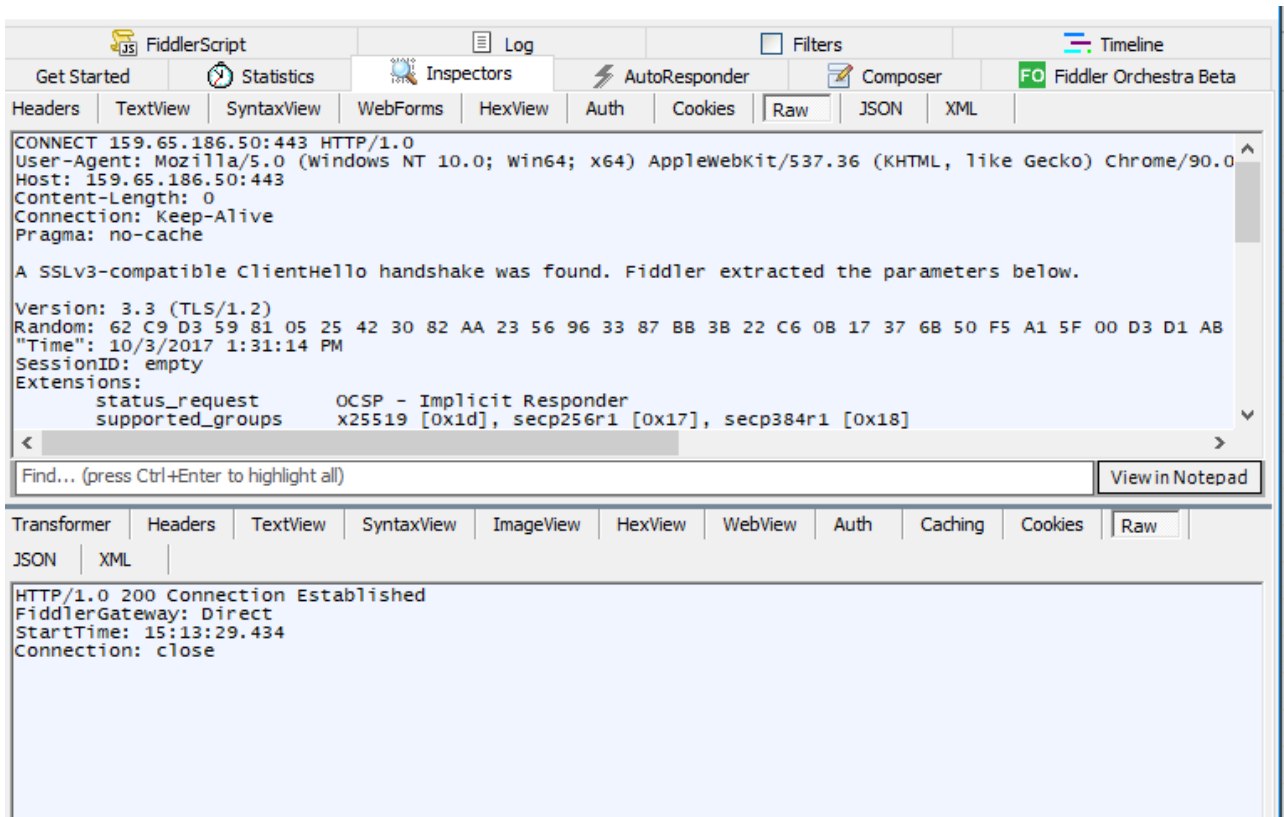 FiddlerScript Log Filters Timeline
Get Started Statistics Inspectors AutoResponder Composer FO Fiddler Orchestra Beta
Headers TextView SyntaxView WebForms HexView Auth Cookies Raw JSON XML
CONNECT 159.65.186.50:443 HTTP/1.0
User-Agent: Mozilla/5.0 (Windows NT 10.0; Win64; x64) AppleWebKit/537.36 (KHTML, like Gecko) Chrome/90.0
Host: 159.65.186.50:443
Content-Length: 0
Connection: Keep-Alive
Pragma: no-cache
A SSLv3-compatible ClientHello handshake was found. Fiddler extracted the parameters below.
Version: 3.3 (TLS/1.2)
Random: 62 C9 D3 59 81 05 25 42 30 82 AA 23 56 96 33 87 BB 3B 22 C6 0B 17 37 6B 50 F5 A1 5F 00 D3 D1 AB
"Time": 10/3/2017 1:31:14 PM
SessionID: empty
Extensions:
status_request OCSP - Implicit Responder
supported_groups x25519 [0x1d], secp256r1 [0x17], secp384r1 [0x18]
Find... (press Ctrl+Enter to highlight all) View in Notepad
Transformer Headers TextView SyntaxView ImageView HexView WebView Auth Caching Cookies Raw
JSON XML
HTTP/1.0 200 Connection Established
FiddlerGateway: Direct
StartTime: 15:13:29.434
Connection: close